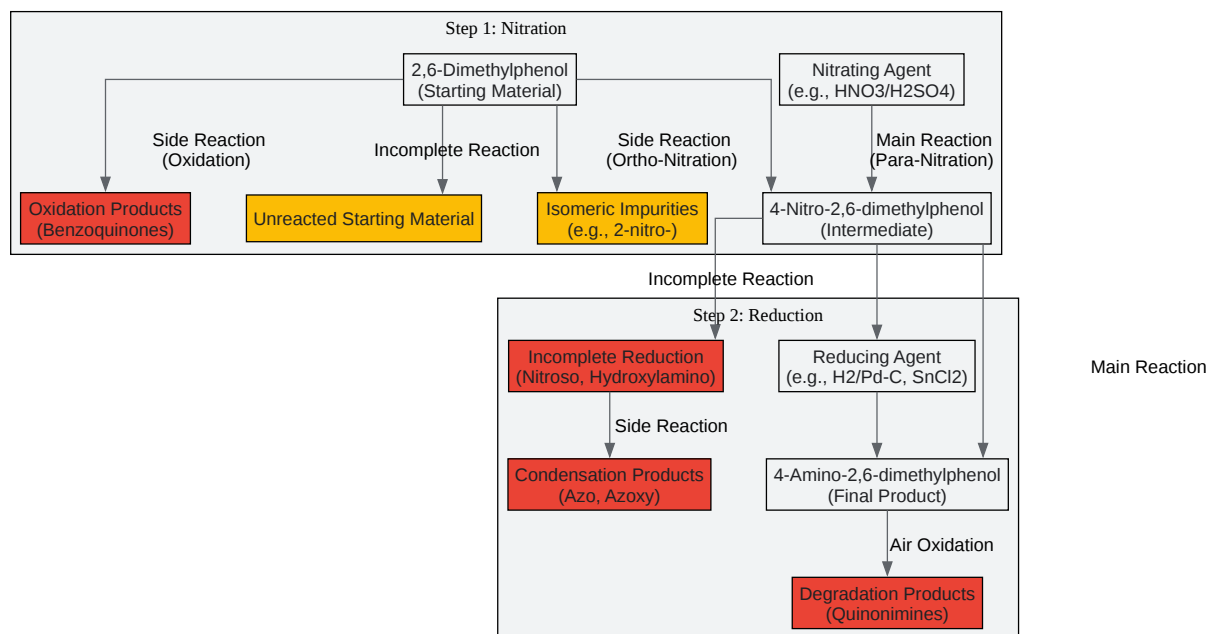 Step 1: Nitration
2,6-Dimethylphenol
(Starting Material)
Nitrating Agent
(e.g., HNO3/H2SO4)
Side Reaction
(Oxidation)
Incomplete Reaction
Side Reaction
(Ortho-Nitration)
Main Reaction
(Para-Nitration)
Oxidation Products
(Benzoquinones)
Unreacted Starting Material
Isomeric Impurities
(e.g., 2-nitro-)
4-Nitro-2,6-dimethylphenol
(Intermediate)
Incomplete Reaction
Step 2: Reduction
Incomplete Reduction
(Nitroso, Hydroxylamino)
Reducing Agent
(e.g., H2/Pd-C, SnCl2)
Main Reaction
Side Reaction
Condensation Products
(Azo, Azoxy)
4-Amino-2,6-dimethylphenol
(Final Product)
Air Oxidation
Degradation Products
(Quinonimines)